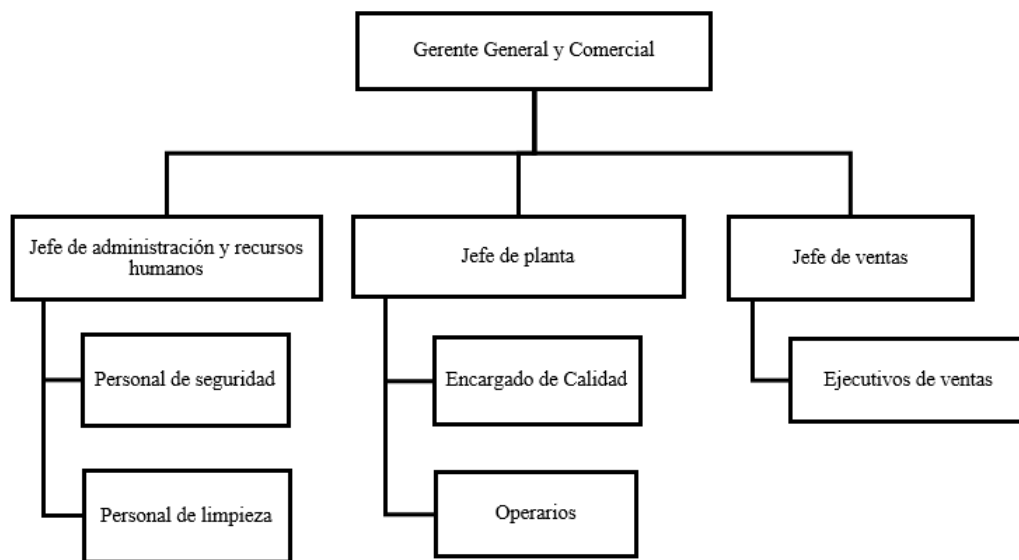 Gerente General y Comercial
Jefe de administración y recursos
humanos
Jefe de planta
Jefe de ventas
Personal de seguridad
Encargado de Calidad
Ejecutivos de ventas
Personal de limpieza
Operarios